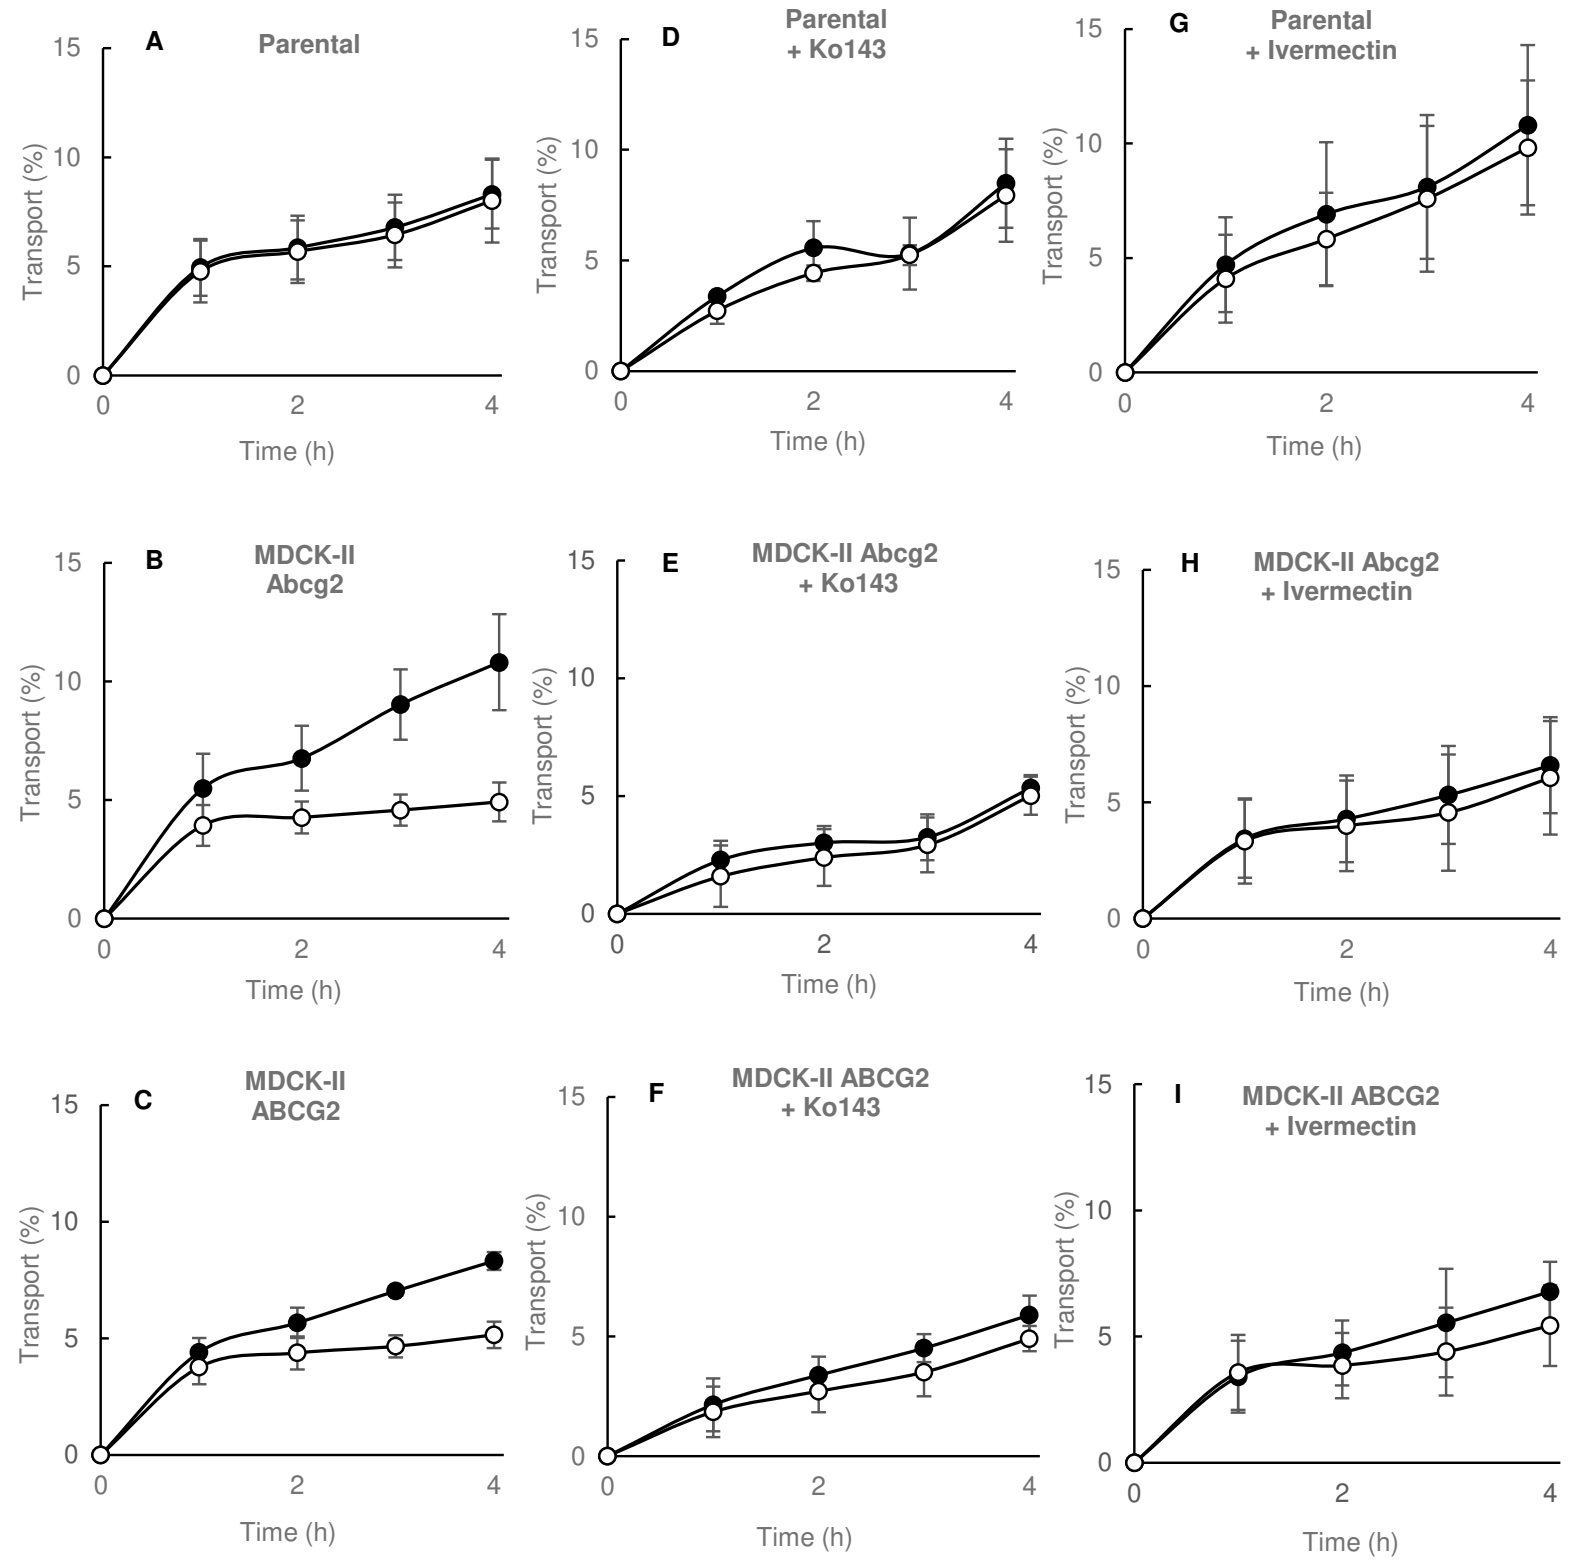 A
Parental
15
10
5
0
Transport (%)
0
2
4
Time (h)
D
Parental
+ Ko143
15
10
5
0
Transport (%)
0
2
4
Time (h)
G
Parental
+ Ivermectin
15
10
5
0
Transport (%)
0
2
4
Time (h)
B
MDCK-II
Abcg2
15
10
5
0
Transport (%)
0
2
4
Time (h)
E
MDCK-II Abcg2
+ Ko143
15
10
5
0
Transport (%)
0
2
4
Time (h)
H
MDCK-II Abcg2
+ Ivermectin
15
10
5
0
Transport (%)
0
2
4
Time (h)
C
MDCK-II
ABCG2
15
10
5
0
Transport (%)
0
2
4
Time (h)
F
MDCK-II ABCG2
+ Ko143
15
10
5
0
Transport (%)
0
2
4
Time (h)
I
MDCK-II ABCG2
+ Ivermectin
15
10
5
0
Transport (%)
0
2
4
Time (h)